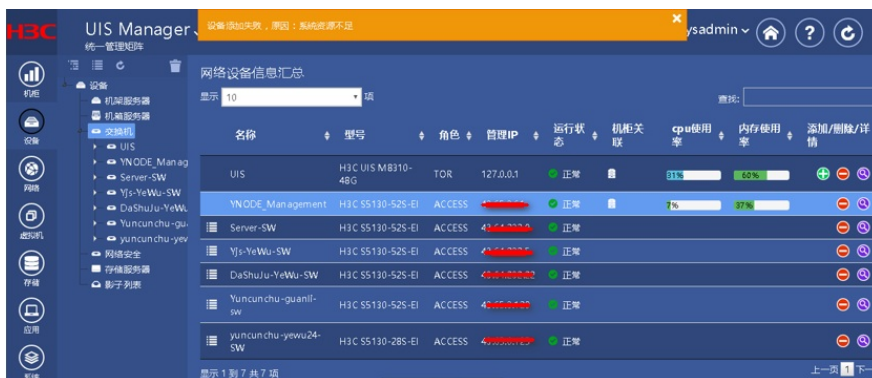 H3C
UIS Manager
统一管理矩阵
设备添加失败，原因：系统资源不足
×
ysadmin
机柜
设备
网络
虚拟机
存储
应用
设备
机架服务器
机箱服务器
交换机
UIS
YNODE_Manag
Server-SW
YJs-YeWu-SW
DaShuJu-YeWu
Yuncunchu-gu
yuncunchu-yew
网络安全
存储服务器
影子列表
网络设备信息汇总
显示 10 项
查找:
名称 型号 角色 管理IP 运行状态 机柜关联 cpu使用率 内存使用率 添加/删除/详情
UIS H3C UIS M8310-48G TOR 127.0.0.1 正常 31% 60%
YNODE_Management H3C S5130-52S-EI ACCESS 正常 7% 37%
Server-SW H3C S5130-52S-EI ACCESS 正常
YJs-YeWu-SW H3C S5130-52S-EI ACCESS 正常
DaShuJu-YeWu-SW H3C S5130-52S-EI ACCESS 正常
Yuncunchu-guanli-sw H3C S5130-52S-EI ACCESS 正常
yuncunchu-yewu24-SW H3C S5130-28S-EI ACCESS 正常
显示 1 到 7 共 7 项
上一页 1 下一